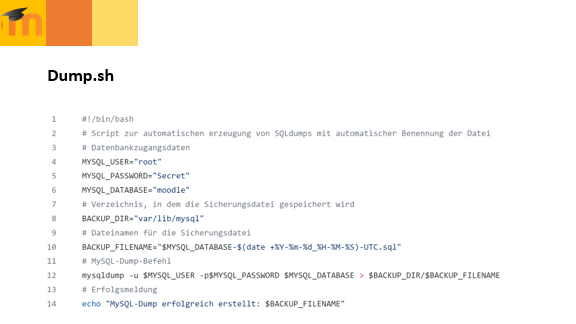 m
Dump.sh
1 #!/bin/bash
2 # Script zur automatischen erzeugung von SQLdumps mit automatischer Benennung der Datei
3 # Datenbankzugangsdaten
4 MYSQL_USER="root"
5 MYSQL_PASSWORD="Secret"
6 MYSQL_DATABASE="moodle"
7 # Verzeichnis, in dem die Sicherungsdatei gespeichert wird
8 BACKUP_DIR="var/lib/mysql"
9 # Dateinamen für die Sicherungsdatei
10 BACKUP_FILENAME="$MYSQL_DATABASE-$(date +%Y-%m-%d_%H-%M-%S)-UTC.sql"
11 # MySQL-Dump-Befehl
12 mysqldump -u $MYSQL_USER -p$MYSQL_PASSWORD $MYSQL_DATABASE > $BACKUP_DIR/$BACKUP_FILENAME
13 # Erfolgsmeldung
14 echo "MySQL-Dump erfolgreich erstellt: $BACKUP_FILENAME"